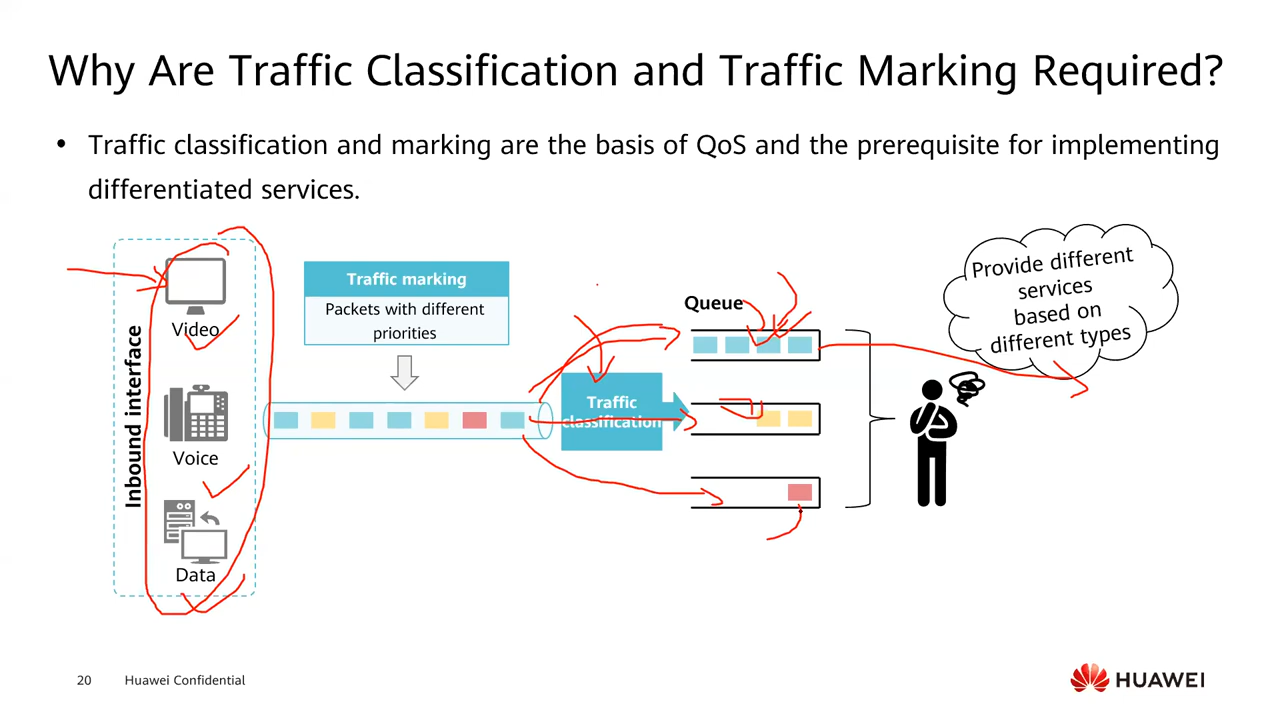 Why Are Traffic Classification and Traffic Marking Required?
• Traffic classification and marking are the basis of QoS and the prerequisite for implementing
differentiated services.
Inbound interface
Video
Voice
Data
Traffic marking
Packets with different
priorities
Traffic
classification
Queue
Provide different
services
based on
different types
20
Huawei Confidential
HUAWEI